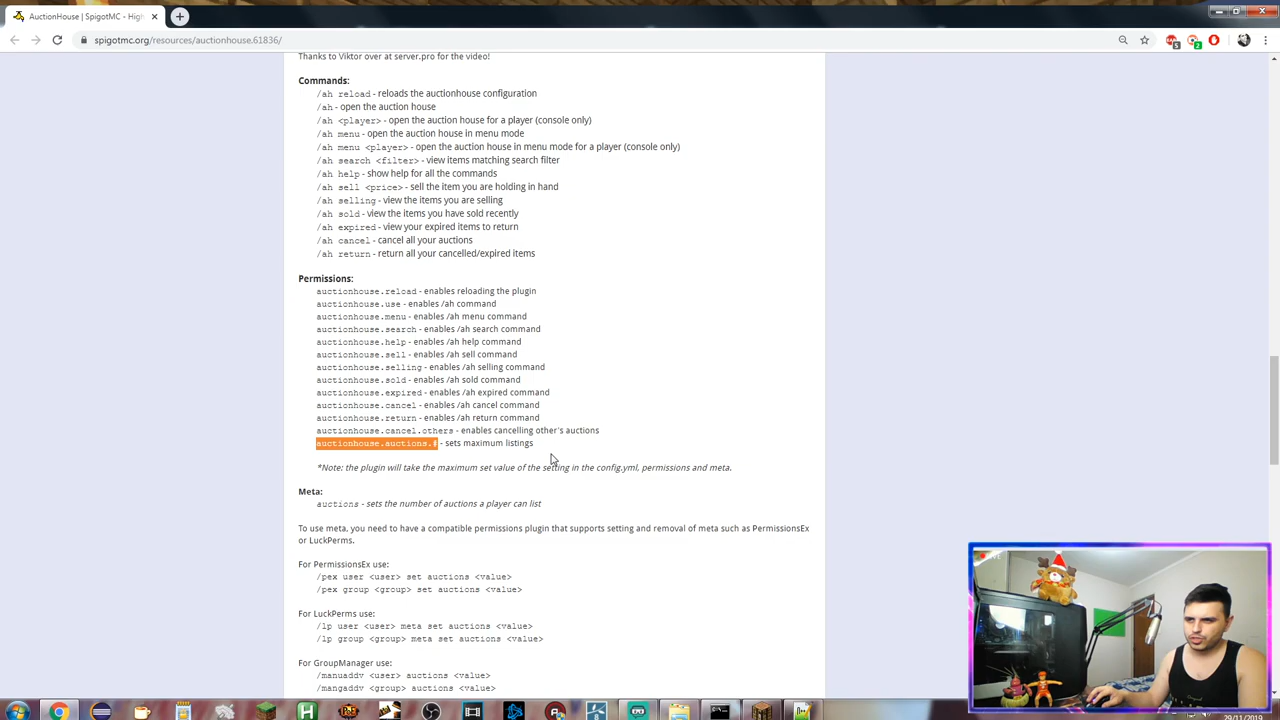 AuctionHouse | SpigotMC - High
spigotmc.org/resources/auctionhouse.61836/
Thanks to Viktor over at server.pro for the video!
Commands:
/ah reload - reloads the auctionhouse configuration
/ah - open the auction house
/ah <player> - open the auction house for a player (console only)
/ah menu - open the auction house in menu mode
/ah menu <player> - open the auction house in menu mode for a player (console only)
/ah search <filter> - view items matching search filter
/ah help - show help for all the commands
/ah sell <price> - sell the item you are holding in hand
/ah selling - view the items you are selling
/ah sold - view the items you have sold recently
/ah expired - view your expired items to return
/ah cancel - cancel all your auctions
/ah return - return all your cancelled/expired items
Permissions:
auctionhouse.reload - enables reloading the plugin
auctionhouse.use - enables /ah command
auctionhouse.menu - enables /ah menu command
auctionhouse.search - enables /ah search command
auctionhouse.help - enables /ah help command
auctionhouse.sell - enables /ah sell command
auctionhouse.selling - enables /ah selling command
auctionhouse.sold - enables /ah sold command
auctionhouse.expired - enables /ah expired command
auctionhouse.cancel - enables /ah cancel command
auctionhouse.return - enables /ah return command
auctionhouse.cancel.others - enables cancelling other's auctions
auctionhouse.auctions.# - sets maximum listings
*Note: the plugin will take the maximum set value of the setting in the config.yml, permissions and meta.
Meta:
auctions - sets the number of auctions a player can list
To use meta, you need to have a compatible permissions plugin that supports setting and removal of meta such as PermissionsEx
or LuckPerms.
For PermissionsEx use:
/pex user <user> set auctions <value>
/pex group <group> set auctions <value>
For LuckPerms use:
/lp user <user> meta set auctions <value>
/lp group <group> meta set auctions <value>
For GroupManager use:
/manuaddv <user> auctions <value>
/mangaddv <group> auctions <value>
29/11/2019